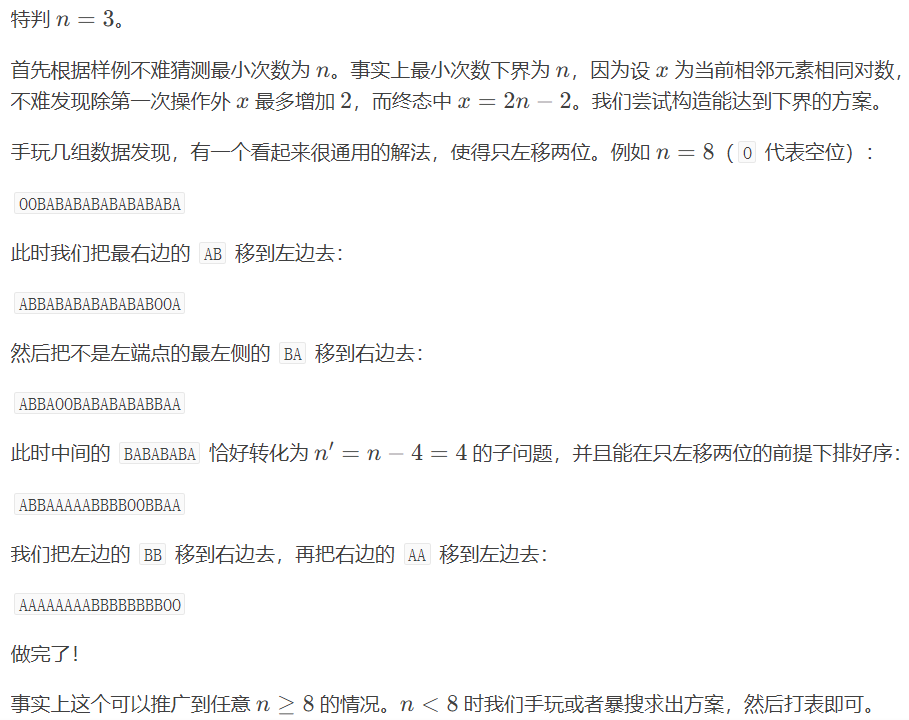 特判 n = 3。
首先根据样例不难猜测最小次数为 n。事实上最小次数下界为 n，因为设 x 为当前相邻元素相同对数，
不难发现除第一次操作外 x 最多增加 2，而终态中 x = 2n − 2。我们尝试构造能达到下界的方案。
手玩几组数据发现，有一个看起来很通用的解法，使得只左移两位。例如 n = 8（ O 代表空位）：
OOBABABABABABABABA
此时我们把最右边的 AB 移到左边去：
ABBABABABABABABOOA
然后把不是左端点的最左侧的 BA 移到右边去：
ABBAOOBABABABABBAA
此时中间的 BABABABA 恰好转化为 n′ = n − 4 = 4 的子问题，并且能在只左移两位的前提下排好序：
ABBAAAAABBBBOOBBAA
我们把左边的 BB 移到右边去，再把右边的 AA 移到左边去：
AAAAAAAABBBBBBBBOO
做完了！
事实上这个可以推广到任意 n ≥ 8 的情况。n < 8 时我们手玩或者暴搜求出方案，然后打表即可。